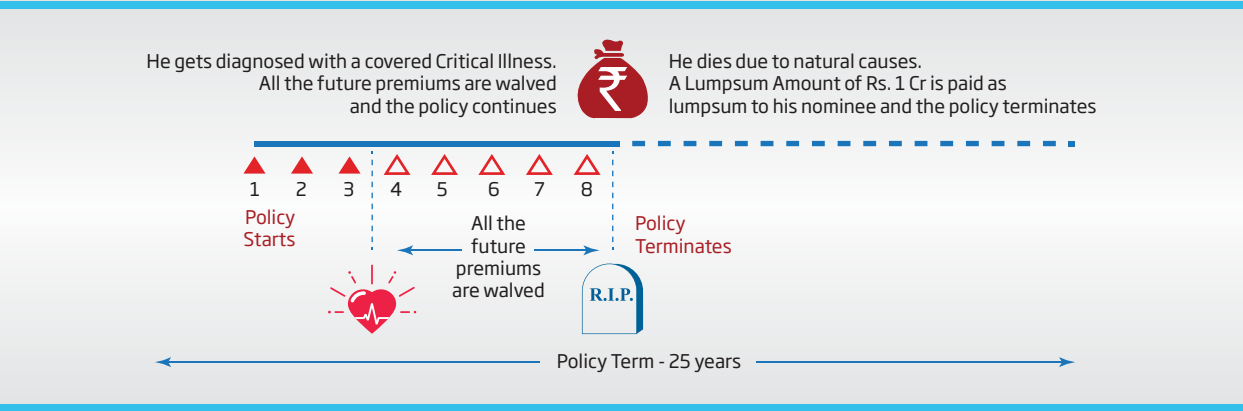 He gets diagnosed with a covered Critical Illness.
All the future premiums are walved
and the policy continues
₹
He dies due to natural causes.
A Lumpsum Amount of Rs. 1 Cr is paid as
lumpsum to his nominee and the policy terminates
1 2 3 4 5 6 7 8
Policy
Starts
All the
future
premiums
are walved
Policy
Terminates
R.I.P.
Policy Term - 25 years